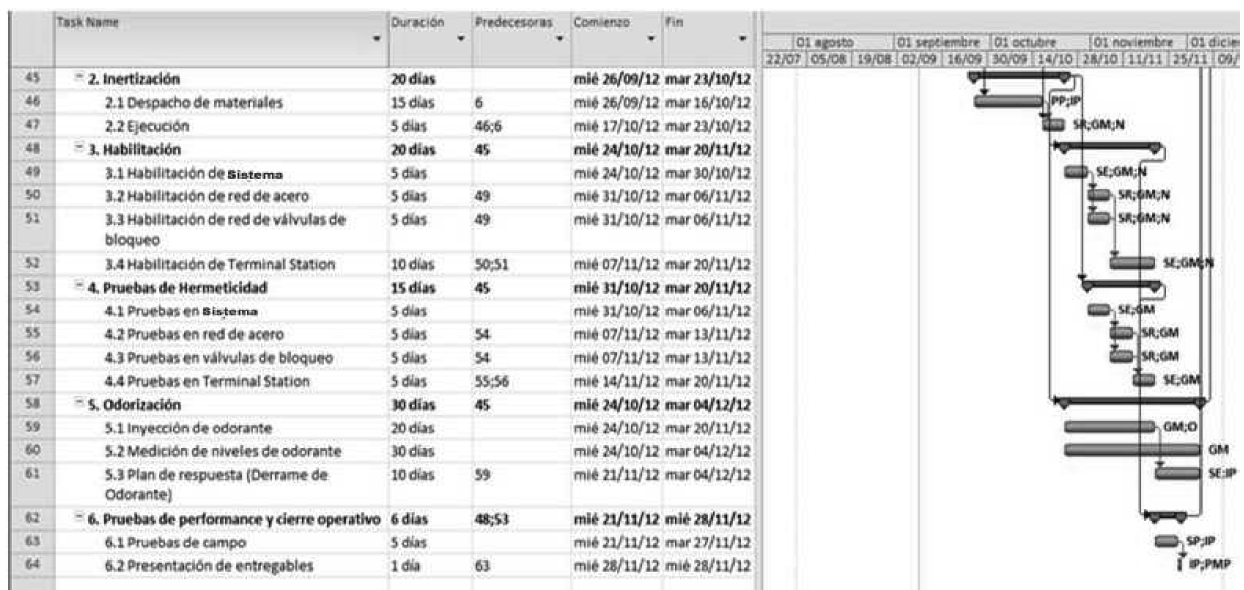 Task Name Duración Predecesoras Comienzo Fin
01 agosto 01 septiembre 01 octubre 01 noviembre 01 dicie
22/07 05/08 19/08 02/09 16/09 30/09 14/10 28/10 11/11 25/11 09/
45 2. Inertización 20 días mié 26/09/12 mar 23/10/12
46 2.1 Despacho de materiales 15 días 6 mié 26/09/12 mar 16/10/12 PP;IP
47 2.2 Ejecución 5 días 46;6 mié 17/10/12 mar 23/10/12 SR;GM;N
48 3. Habilitación 20 días 45 mié 24/10/12 mar 20/11/12
49 3.1 Habilitación de Sistema 5 días mié 24/10/12 mar 30/10/12 SE;GM;N
50 3.2 Habilitación de red de acero 5 días 49 mié 31/10/12 mar 06/11/12 SR;GM;N
51 3.3 Habilitación de red de válvulas de 5 días 49 mié 31/10/12 mar 06/11/12 SR;GM;N
bloqueo
52 3.4 Habilitación de Terminal Station 10 días 50;51 mié 07/11/12 mar 20/11/12 SE;GM;N
53 4. Pruebas de Hermeticidad 15 días 45 mié 31/10/12 mar 20/11/12
54 4.1 Pruebas en Sistema 5 días mié 31/10/12 mar 06/11/12 SE;GM
55 4.2 Pruebas en red de acero 5 días 54 mié 07/11/12 mar 13/11/12 SR;GM
56 4.3 Pruebas en válvulas de bloqueo 5 días 54 mié 07/11/12 mar 13/11/12 SR;GM
57 4.4 Pruebas en Terminal Station 5 días 55;56 mié 14/11/12 mar 20/11/12 SE;GM
58 5. Odorización 30 días 45 mié 24/10/12 mar 04/12/12
59 5.1 Inyección de odorante 20 días mié 24/10/12 mar 20/11/12 GM;O
60 5.2 Medición de niveles de odorante 30 días mié 24/10/12 mar 04/12/12 GM
61 5.3 Plan de respuesta (Derrame de 10 días 59 mié 21/11/12 mar 04/12/12 SE;IP
Odorante)
62 6. Pruebas de performance y cierre operativo 6 días 48;53 mié 21/11/12 mié 28/11/12
63 6.1 Pruebas de campo 5 días mié 21/11/12 mar 27/11/12 SP;IP
64 6.2 Presentación de entregables 1 día 63 mié 28/11/12 mié 28/11/12 IP;PMP